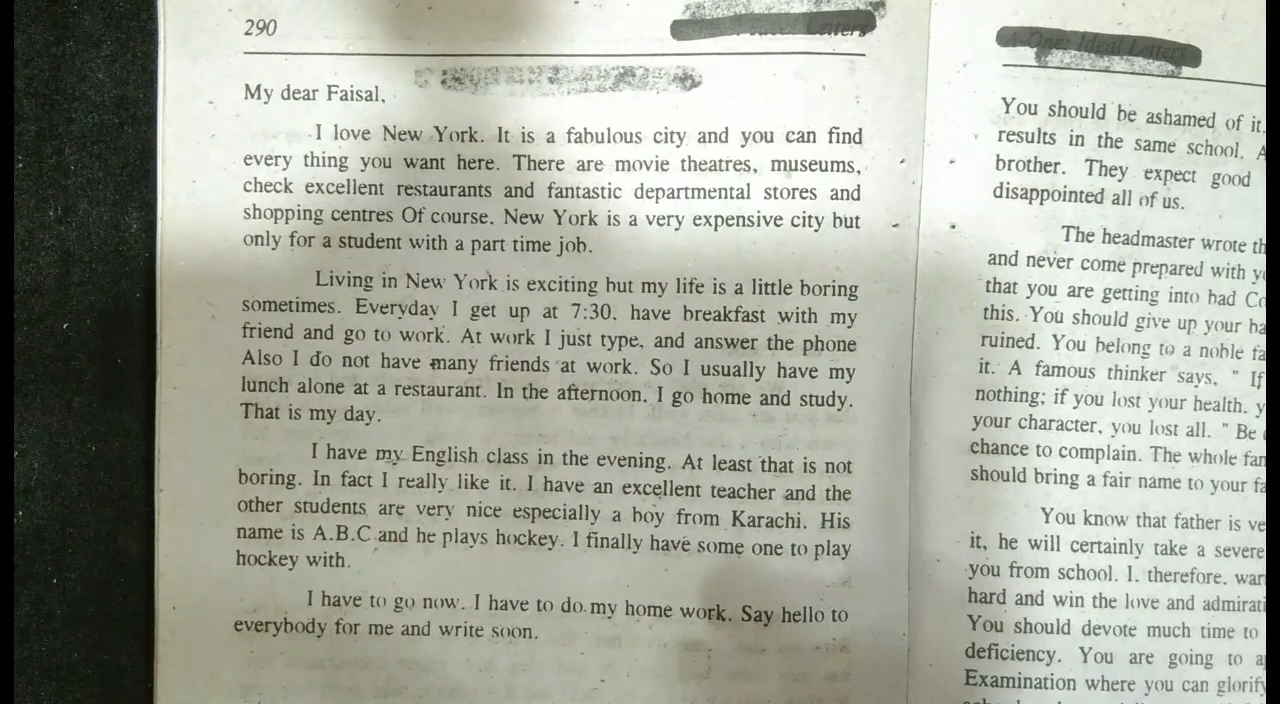 290
My dear Faisal,
I love New York. It is a fabulous city and you can find
every thing you want here. There are movie theatres, museums,
check excellent restaurants and fantastic departmental stores and
shopping centres Of course, New York is a very expensive city but
only for a student with a part time job.
Living in New York is exciting but my life is a little boring
sometimes. Everyday I get up at 7:30, have breakfast with my
friend and go to work. At work I just type, and answer the phone
Also I do not have many friends at work. So I usually have my
lunch alone at a restaurant. In the afternoon, I go home and study.
That is my day.
I have my English class in the evening. At least that is not
boring. In fact I really like it. I have an excellent teacher and the
other students are very nice especially a boy from Karachi. His
name is A.B.C and he plays hockey. I finally have some one to play
hockey with.
I have to go now. I have to do my home work. Say hello to
everybody for me and write soon.
A-One Ideal Letters
You should be ashamed of it.
results in the same school. A
brother. They expect good
disappointed all of us.
The headmaster wrote th
and never come prepared with y
that you are getting into bad Co
this. You should give up your ba
ruined. You belong to a noble fa
it. A famous thinker says, " If
nothing; if you lost your health, y
your character, you lost all. " Be
chance to complain. The whole fam
should bring a fair name to your fa
You know that father is ve
it, he will certainly take a severe
you from school. I, therefore, war
hard and win the love and admirati
You should devote much time to
deficiency. You are going to a
Examination where you can glorify